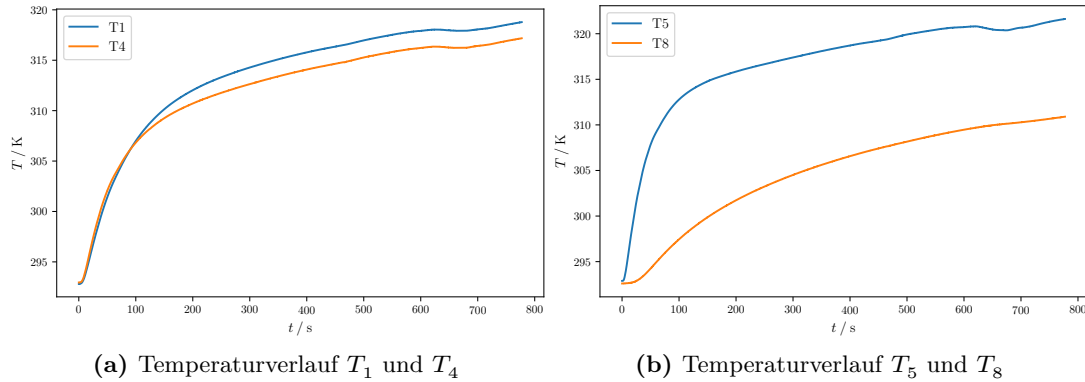 T1
T4
320
315
310
305
300
295
T / K
0 100 200 300 400 500 600 700 800
t / s
(a) Temperaturverlauf T₁ und T₄
T5
T8
320
315
310
305
300
295
T / K
0 100 200 300 400 500 600 700 800
t / s
(b) Temperaturverlauf T₅ und T₈